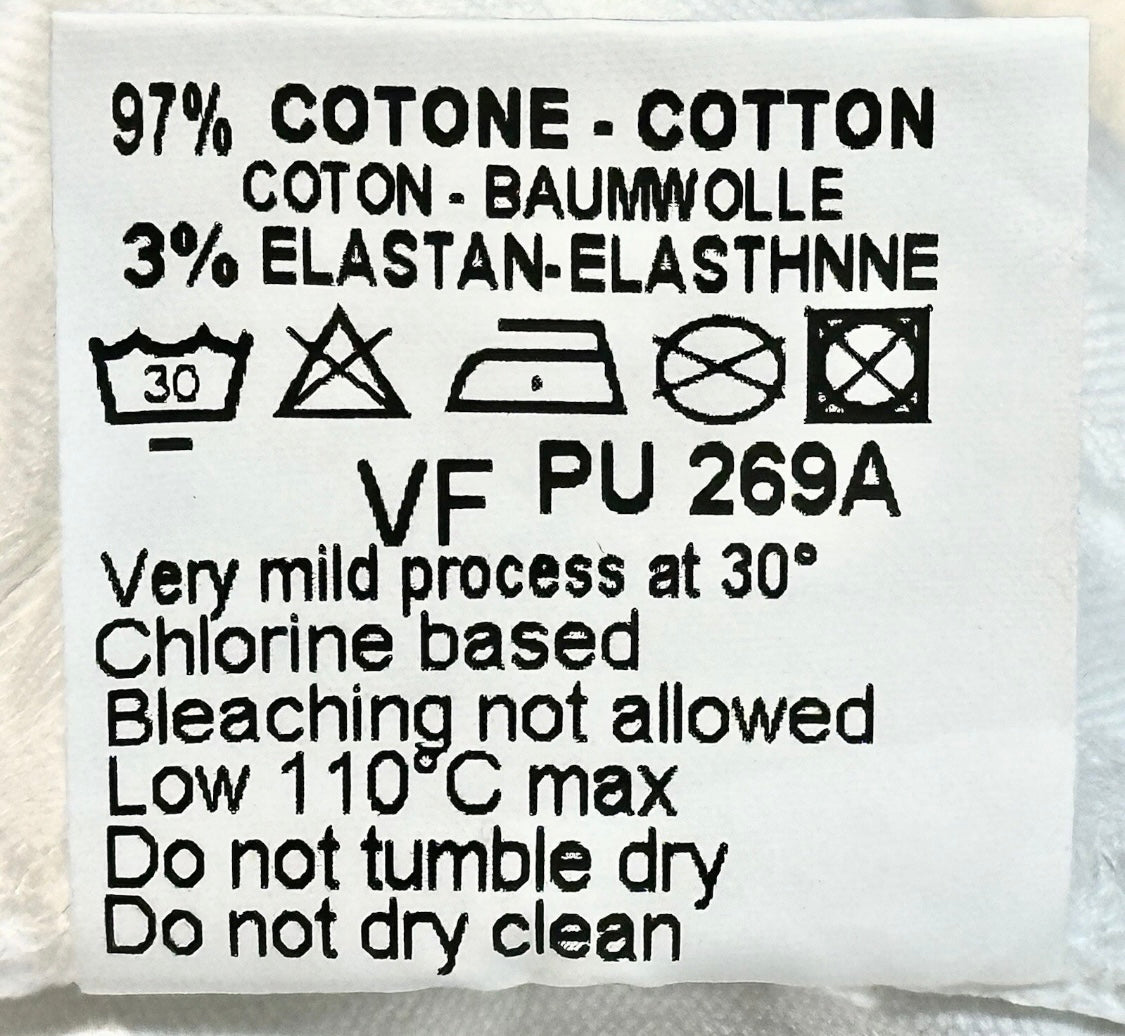 97% COTONE - COTTON
COTON - BAUMWOLLE
3% ELASTAN-ELASTHNNE
30
VF PU 269A
Very mild process at 30°
Chlorine based
Bleaching not allowed
Low 110°C max
Do not tumble dry
Do not dry clean